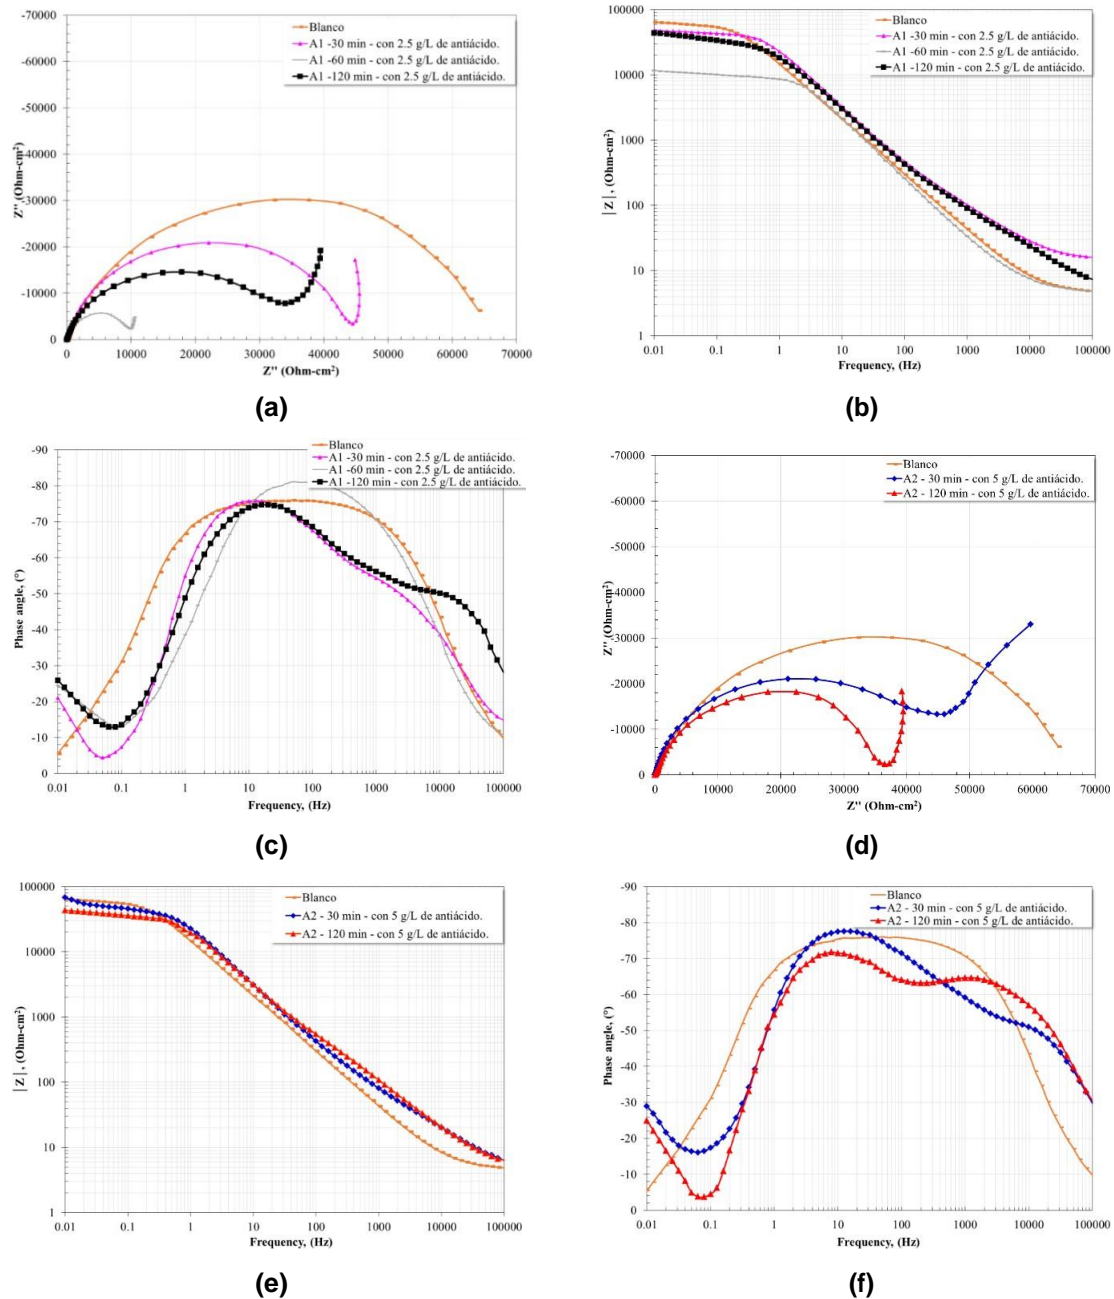 -70000
-60000
-50000
-40000
-30000
-20000
-10000
0
Z'' (Ohm-cm²)
Blanco
A1 -30 min - con 2.5 g/L de antiácido.
A1 -60 min - con 2.5 g/L de antiácido.
A1 -120 min - con 2.5 g/L de antiácido.
0 10000 20000 30000 40000 50000 60000 70000
Z'' (Ohm-cm²)
(a)
100000
10000
1000
100
10
1
|Z|, (Ohm-cm²)
Blanco
A1 -30 min - con 2.5 g/L de antiácido.
A1 -60 min - con 2.5 g/L de antiácido.
A1 -120 min - con 2.5 g/L de antiácido.
0.01 0.1 1 10 100 1000 10000 100000
Frequency, (Hz)
(b)
-90
-80
-70
-60
-50
-40
-30
-20
-10
0
Phase angle, (°)
Blanco
A1 -30 min - con 2.5 g/L de antiácido.
A1 -60 min - con 2.5 g/L de antiácido.
A1 -120 min - con 2.5 g/L de antiácido.
0.01 0.1 1 10 100 1000 10000 100000
Frequency, (Hz)
(c)
-70000
-60000
-50000
-40000
-30000
-20000
-10000
0
Z'' (Ohm-cm²)
Blanco
A2 - 30 min - con 5 g/L de antiácido.
A2 - 120 min - con 5 g/L de antiácido.
0 10000 20000 30000 40000 50000 60000 70000
Z'' (Ohm-cm²)
(d)
100000
10000
1000
100
10
1
|Z|, (Ohm-cm²)
Blanco
A2 - 30 min - con 5 g/L de antiácido.
A2 - 120 min - con 5 g/L de antiácido.
0.01 0.1 1 10 100 1000 10000 100000
Frequency, (Hz)
(e)
-90
-80
-70
-60
-50
-40
-30
-20
-10
0
Phase angle, (°)
Blanco
A2 - 30 min - con 5 g/L de antiácido.
A2 - 120 min - con 5 g/L de antiácido.
0.01 0.1 1 10 100 1000 10000 100000
Frequency, (Hz)
(f)